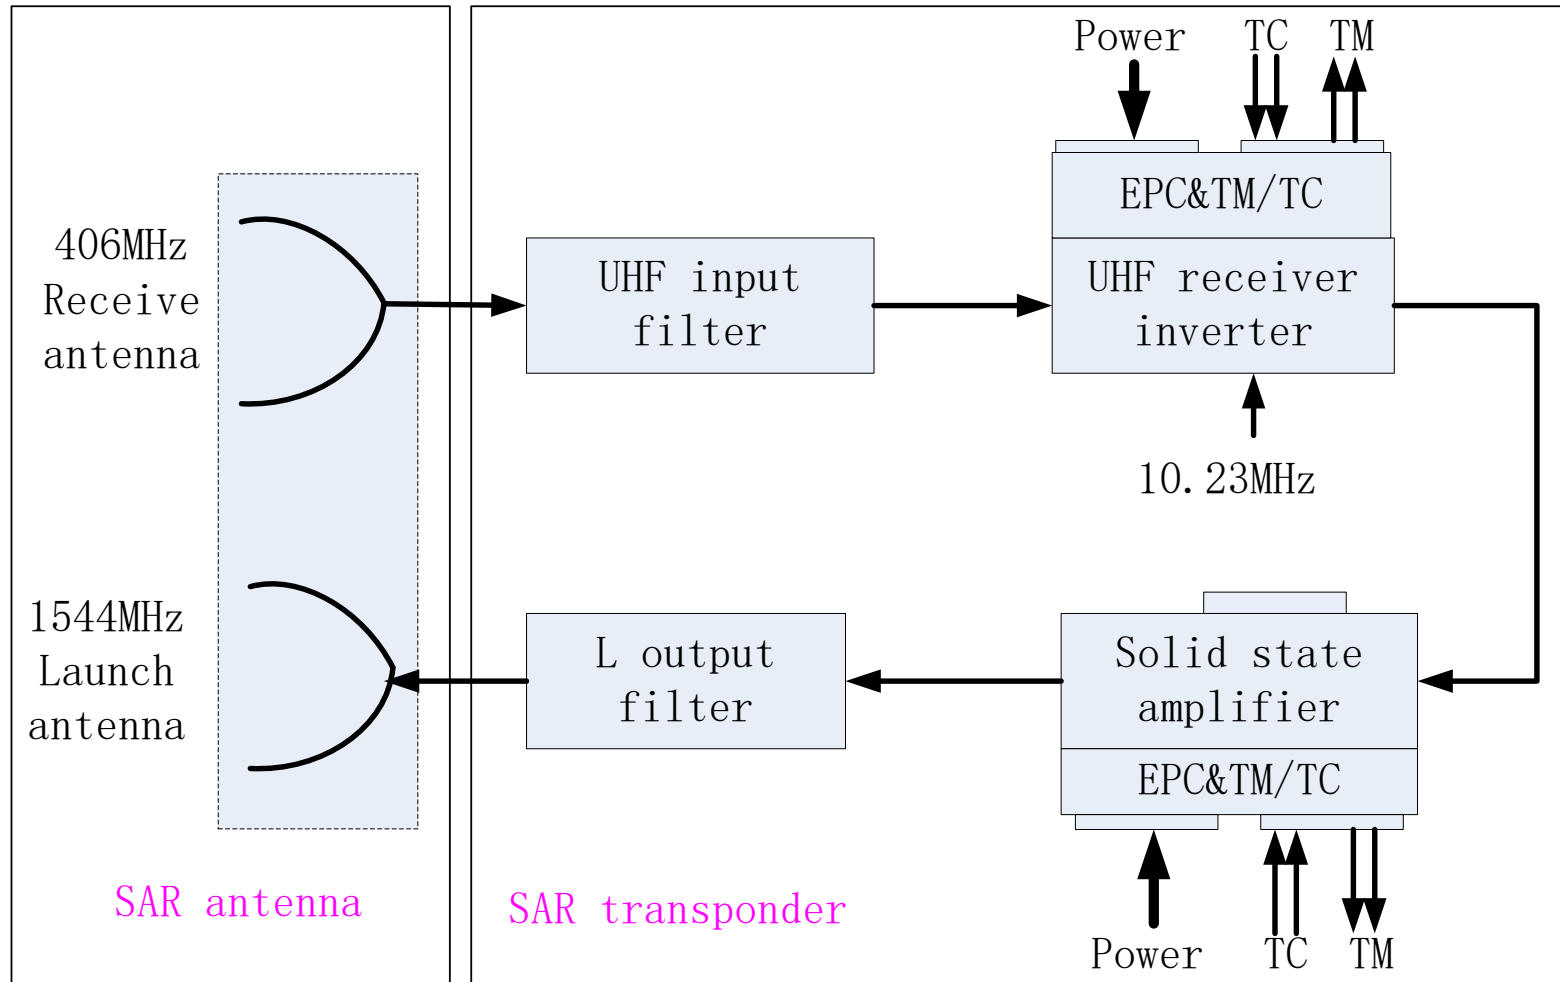 Power TC TM
EPC&TM/TC
406MHz
Receive
antenna
UHF input
filter
UHF receiver
inverter
10.23MHz
1544MHz
Launch
antenna
L output
filter
Solid state
amplifier
EPC&TM/TC
SAR antenna
SAR transponder
Power TC TM